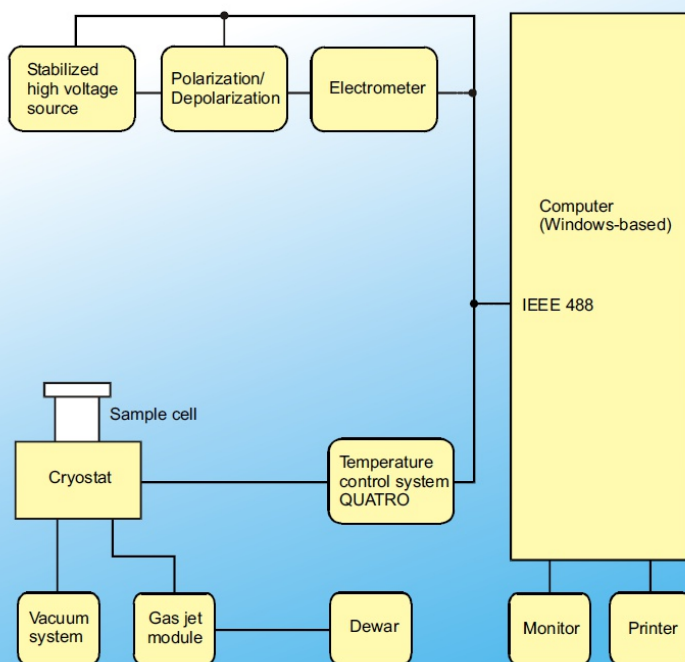 Stabilized
high voltage
source
Polarization/
Depolarization
Electrometer
Computer
(Windows-based)
IEEE 488
Sample cell
Cryostat
Temperature
control system
QUATRO
Vacuum
system
Gas jet
module
Dewar
Monitor
Printer